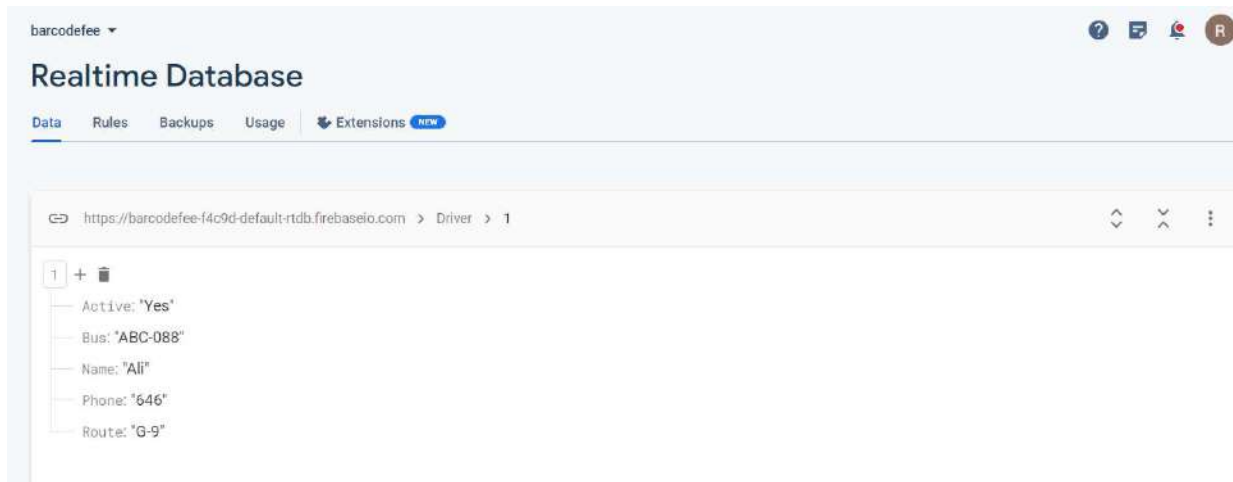 barcodefee
R
Realtime Database
Data Rules Backups Usage Extensions NEW
https://barcodefee-f4c9d-default-rtdb.firebaseio.com > Driver > 1
1
Active: "Yes"
Bus: "ABC-088"
Name: "Ali"
Phone: "646"
Route: "G-9"